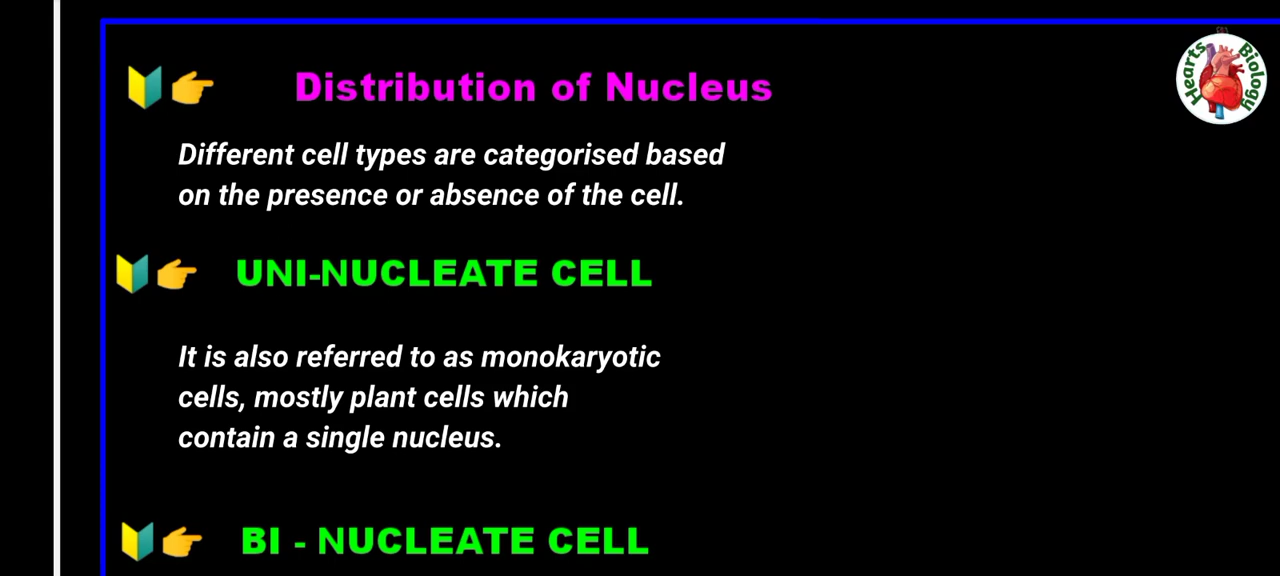 Distribution of Nucleus
Hearts Biology
Different cell types are categorised based
on the presence or absence of the cell.
UNI-NUCLEATE CELL
It is also referred to as monokaryotic
cells, mostly plant cells which
contain a single nucleus.
BI - NUCLEATE CELL